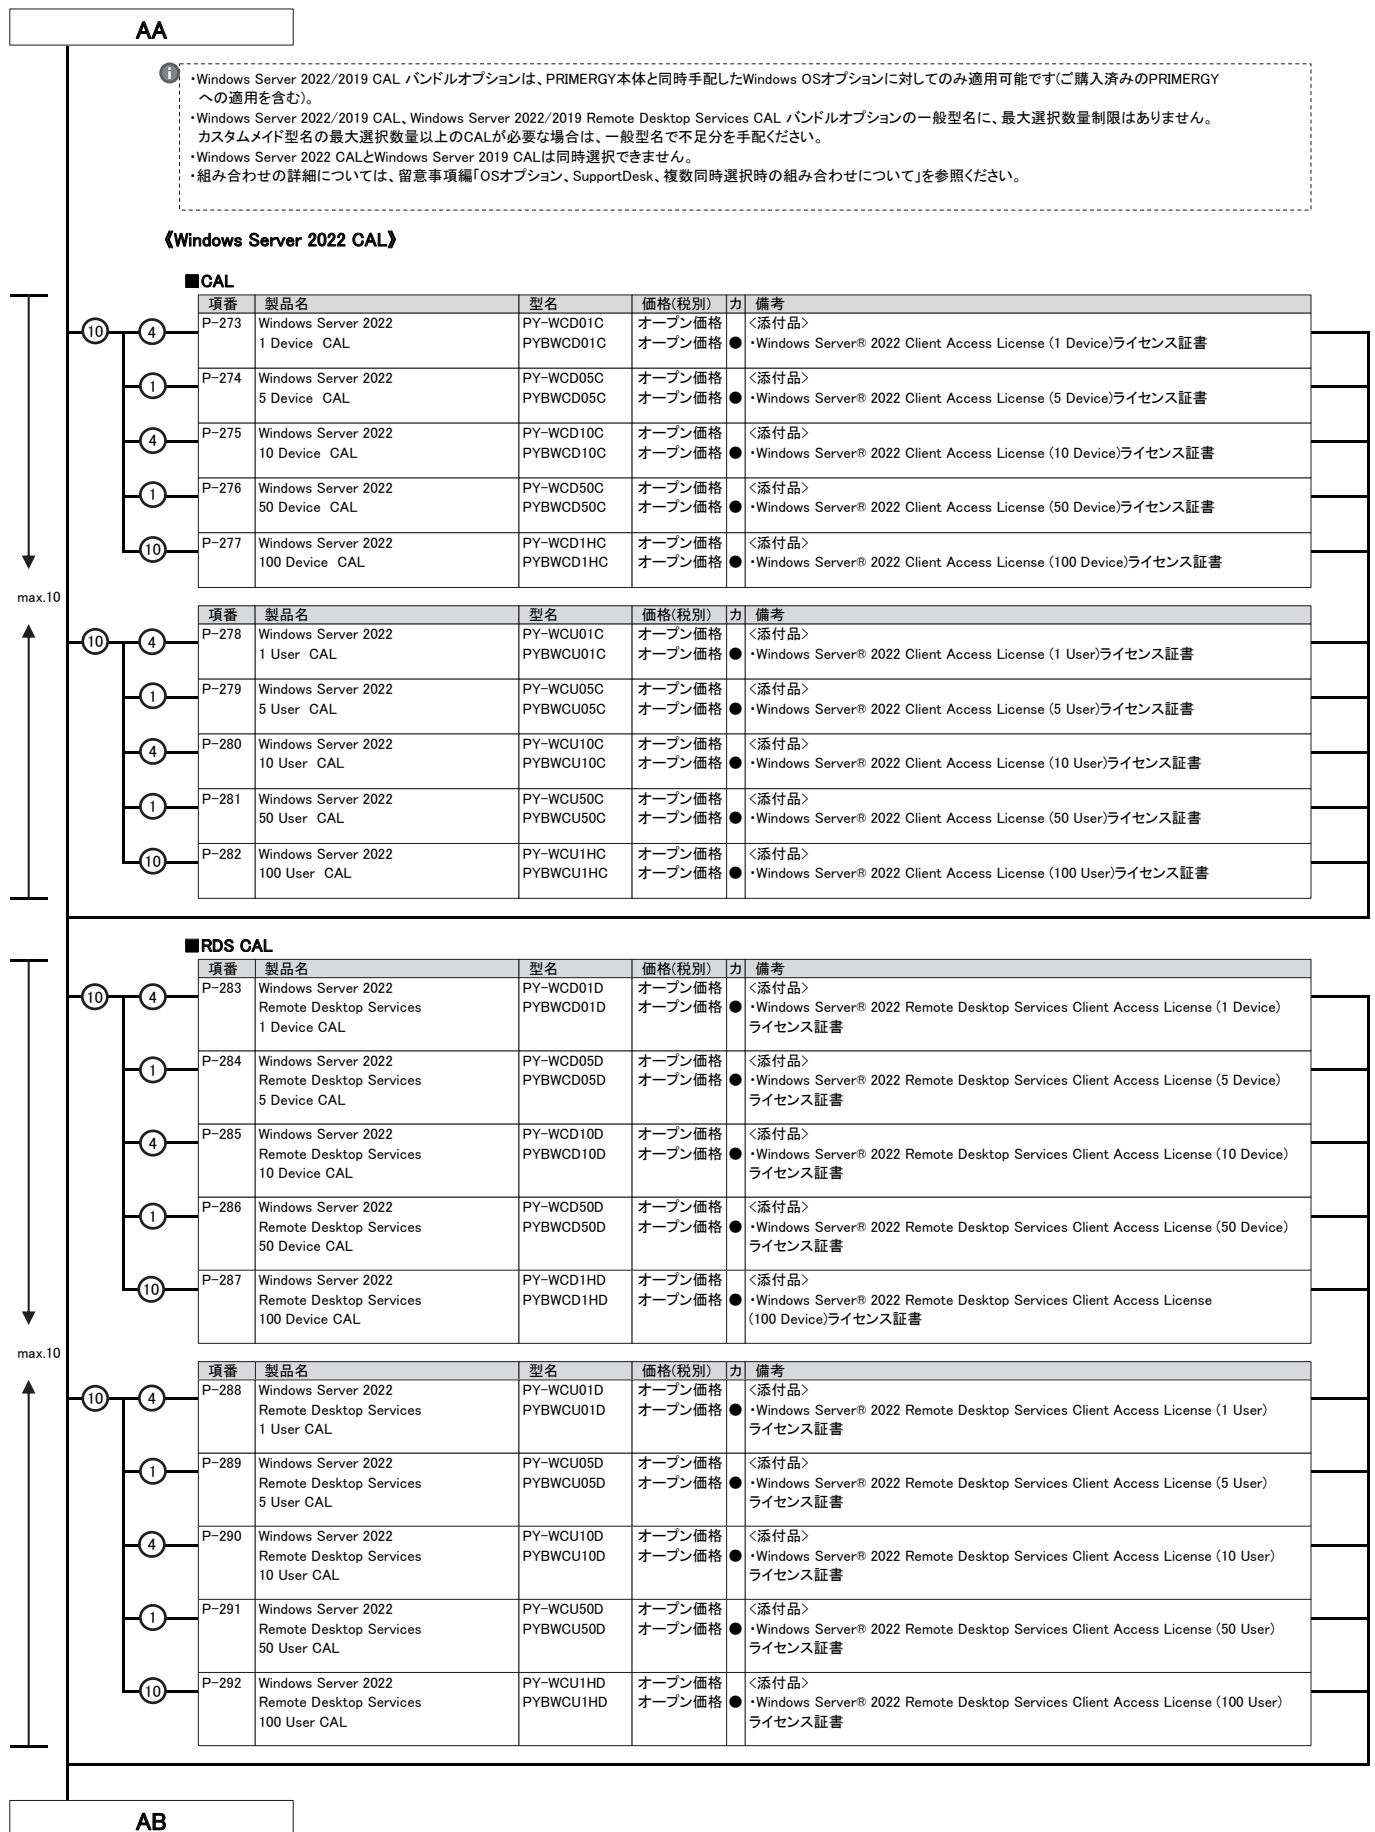 AA
i
・Windows Server 2022/2019 CAL バンドルオプションは、PRIMERGY本体と同時手配したWindows OSオプションに対してのみ適用可能です(ご購入済みのPRIMERGY
への適用を含む)。
・Windows Server 2022/2019 CAL、Windows Server 2022/2019 Remote Desktop Services CAL バンドルオプションの一般型名に、最大選択数量制限はありません。
カスタムメイド型名の最大選択数量以上のCALが必要な場合は、一般型名で不足分を手配ください。
・Windows Server 2022 CALとWindows Server 2019 CALは同時選択できません。
・組み合わせの詳細については、留意事項編「OSオプション、SupportDesk、複数同時選択時の組み合わせについて」を参照ください。
《Windows Server 2022 CAL》
■CAL
項番 製品名 型名 価格(税別) カ 備考
10 4 P-273 Windows Server 2022 PY-WCD01C オープン価格 <添付品>
1 Device CAL PYBWCD01C オープン価格 ● ・Windows Server® 2022 Client Access License (1 Device)ライセンス証書
1 P-274 Windows Server 2022 PY-WCD05C オープン価格 <添付品>
5 Device CAL PYBWCD05C オープン価格 ● ・Windows Server® 2022 Client Access License (5 Device)ライセンス証書
4 P-275 Windows Server 2022 PY-WCD10C オープン価格 <添付品>
10 Device CAL PYBWCD10C オープン価格 ● ・Windows Server® 2022 Client Access License (10 Device)ライセンス証書
1 P-276 Windows Server 2022 PY-WCD50C オープン価格 <添付品>
50 Device CAL PYBWCD50C オープン価格 ● ・Windows Server® 2022 Client Access License (50 Device)ライセンス証書
10 P-277 Windows Server 2022 PY-WCD1HC オープン価格 <添付品>
100 Device CAL PYBWCD1HC オープン価格 ● ・Windows Server® 2022 Client Access License (100 Device)ライセンス証書
max.10
項番 製品名 型名 価格(税別) カ 備考
10 4 P-278 Windows Server 2022 PY-WCU01C オープン価格 <添付品>
1 User CAL PYBWCU01C オープン価格 ● ・Windows Server® 2022 Client Access License (1 User)ライセンス証書
1 P-279 Windows Server 2022 PY-WCU05C オープン価格 <添付品>
5 User CAL PYBWCU05C オープン価格 ● ・Windows Server® 2022 Client Access License (5 User)ライセンス証書
4 P-280 Windows Server 2022 PY-WCU10C オープン価格 <添付品>
10 User CAL PYBWCU10C オープン価格 ● ・Windows Server® 2022 Client Access License (10 User)ライセンス証書
1 P-281 Windows Server 2022 PY-WCU50C オープン価格 <添付品>
50 User CAL PYBWCU50C オープン価格 ● ・Windows Server® 2022 Client Access License (50 User)ライセンス証書
10 P-282 Windows Server 2022 PY-WCU1HC オープン価格 <添付品>
100 User CAL PYBWCU1HC オープン価格 ● ・Windows Server® 2022 Client Access License (100 User)ライセンス証書
■RDS CAL
項番 製品名 型名 価格(税別) カ 備考
10 4 P-283 Windows Server 2022 PY-WCD01D オープン価格 <添付品>
Remote Desktop Services PYBWCD01D オープン価格 ● ・Windows Server® 2022 Remote Desktop Services Client Access License (1 Device)
1 Device CAL ライセンス証書
1 P-284 Windows Server 2022 PY-WCD05D オープン価格 <添付品>
Remote Desktop Services PYBWCD05D オープン価格 ● ・Windows Server® 2022 Remote Desktop Services Client Access License (5 Device)
5 Device CAL ライセンス証書
4 P-285 Windows Server 2022 PY-WCD10D オープン価格 <添付品>
Remote Desktop Services PYBWCD10D オープン価格 ● ・Windows Server® 2022 Remote Desktop Services Client Access License (10 Device)
10 Device CAL ライセンス証書
1 P-286 Windows Server 2022 PY-WCD50D オープン価格 <添付品>
Remote Desktop Services PYBWCD50D オープン価格 ● ・Windows Server® 2022 Remote Desktop Services Client Access License (50 Device)
50 Device CAL ライセンス証書
10 P-287 Windows Server 2022 PY-WCD1HD オープン価格 <添付品>
Remote Desktop Services PYBWCD1HD オープン価格 ● ・Windows Server® 2022 Remote Desktop Services Client Access License
100 Device CAL (100 Device)ライセンス証書
max.10
項番 製品名 型名 価格(税別) カ 備考
10 4 P-288 Windows Server 2022 PY-WCU01D オープン価格 <添付品>
Remote Desktop Services PYBWCU01D オープン価格 ● ・Windows Server® 2022 Remote Desktop Services Client Access License (1 User)
1 User CAL ライセンス証書
1 P-289 Windows Server 2022 PY-WCU05D オープン価格 <添付品>
Remote Desktop Services PYBWCU05D オープン価格 ● ・Windows Server® 2022 Remote Desktop Services Client Access License (5 User)
5 User CAL ライセンス証書
4 P-290 Windows Server 2022 PY-WCU10D オープン価格 <添付品>
Remote Desktop Services PYBWCU10D オープン価格 ● ・Windows Server® 2022 Remote Desktop Services Client Access License (10 User)
10 User CAL ライセンス証書
1 P-291 Windows Server 2022 PY-WCU50D オープン価格 <添付品>
Remote Desktop Services PYBWCU50D オープン価格 ● ・Windows Server® 2022 Remote Desktop Services Client Access License (50 User)
50 User CAL ライセンス証書
10 P-292 Windows Server 2022 PY-WCU1HD オープン価格 <添付品>
Remote Desktop Services PYBWCU1HD オープン価格 ● ・Windows Server® 2022 Remote Desktop Services Client Access License (100 User)
100 User CAL ライセンス証書
AB